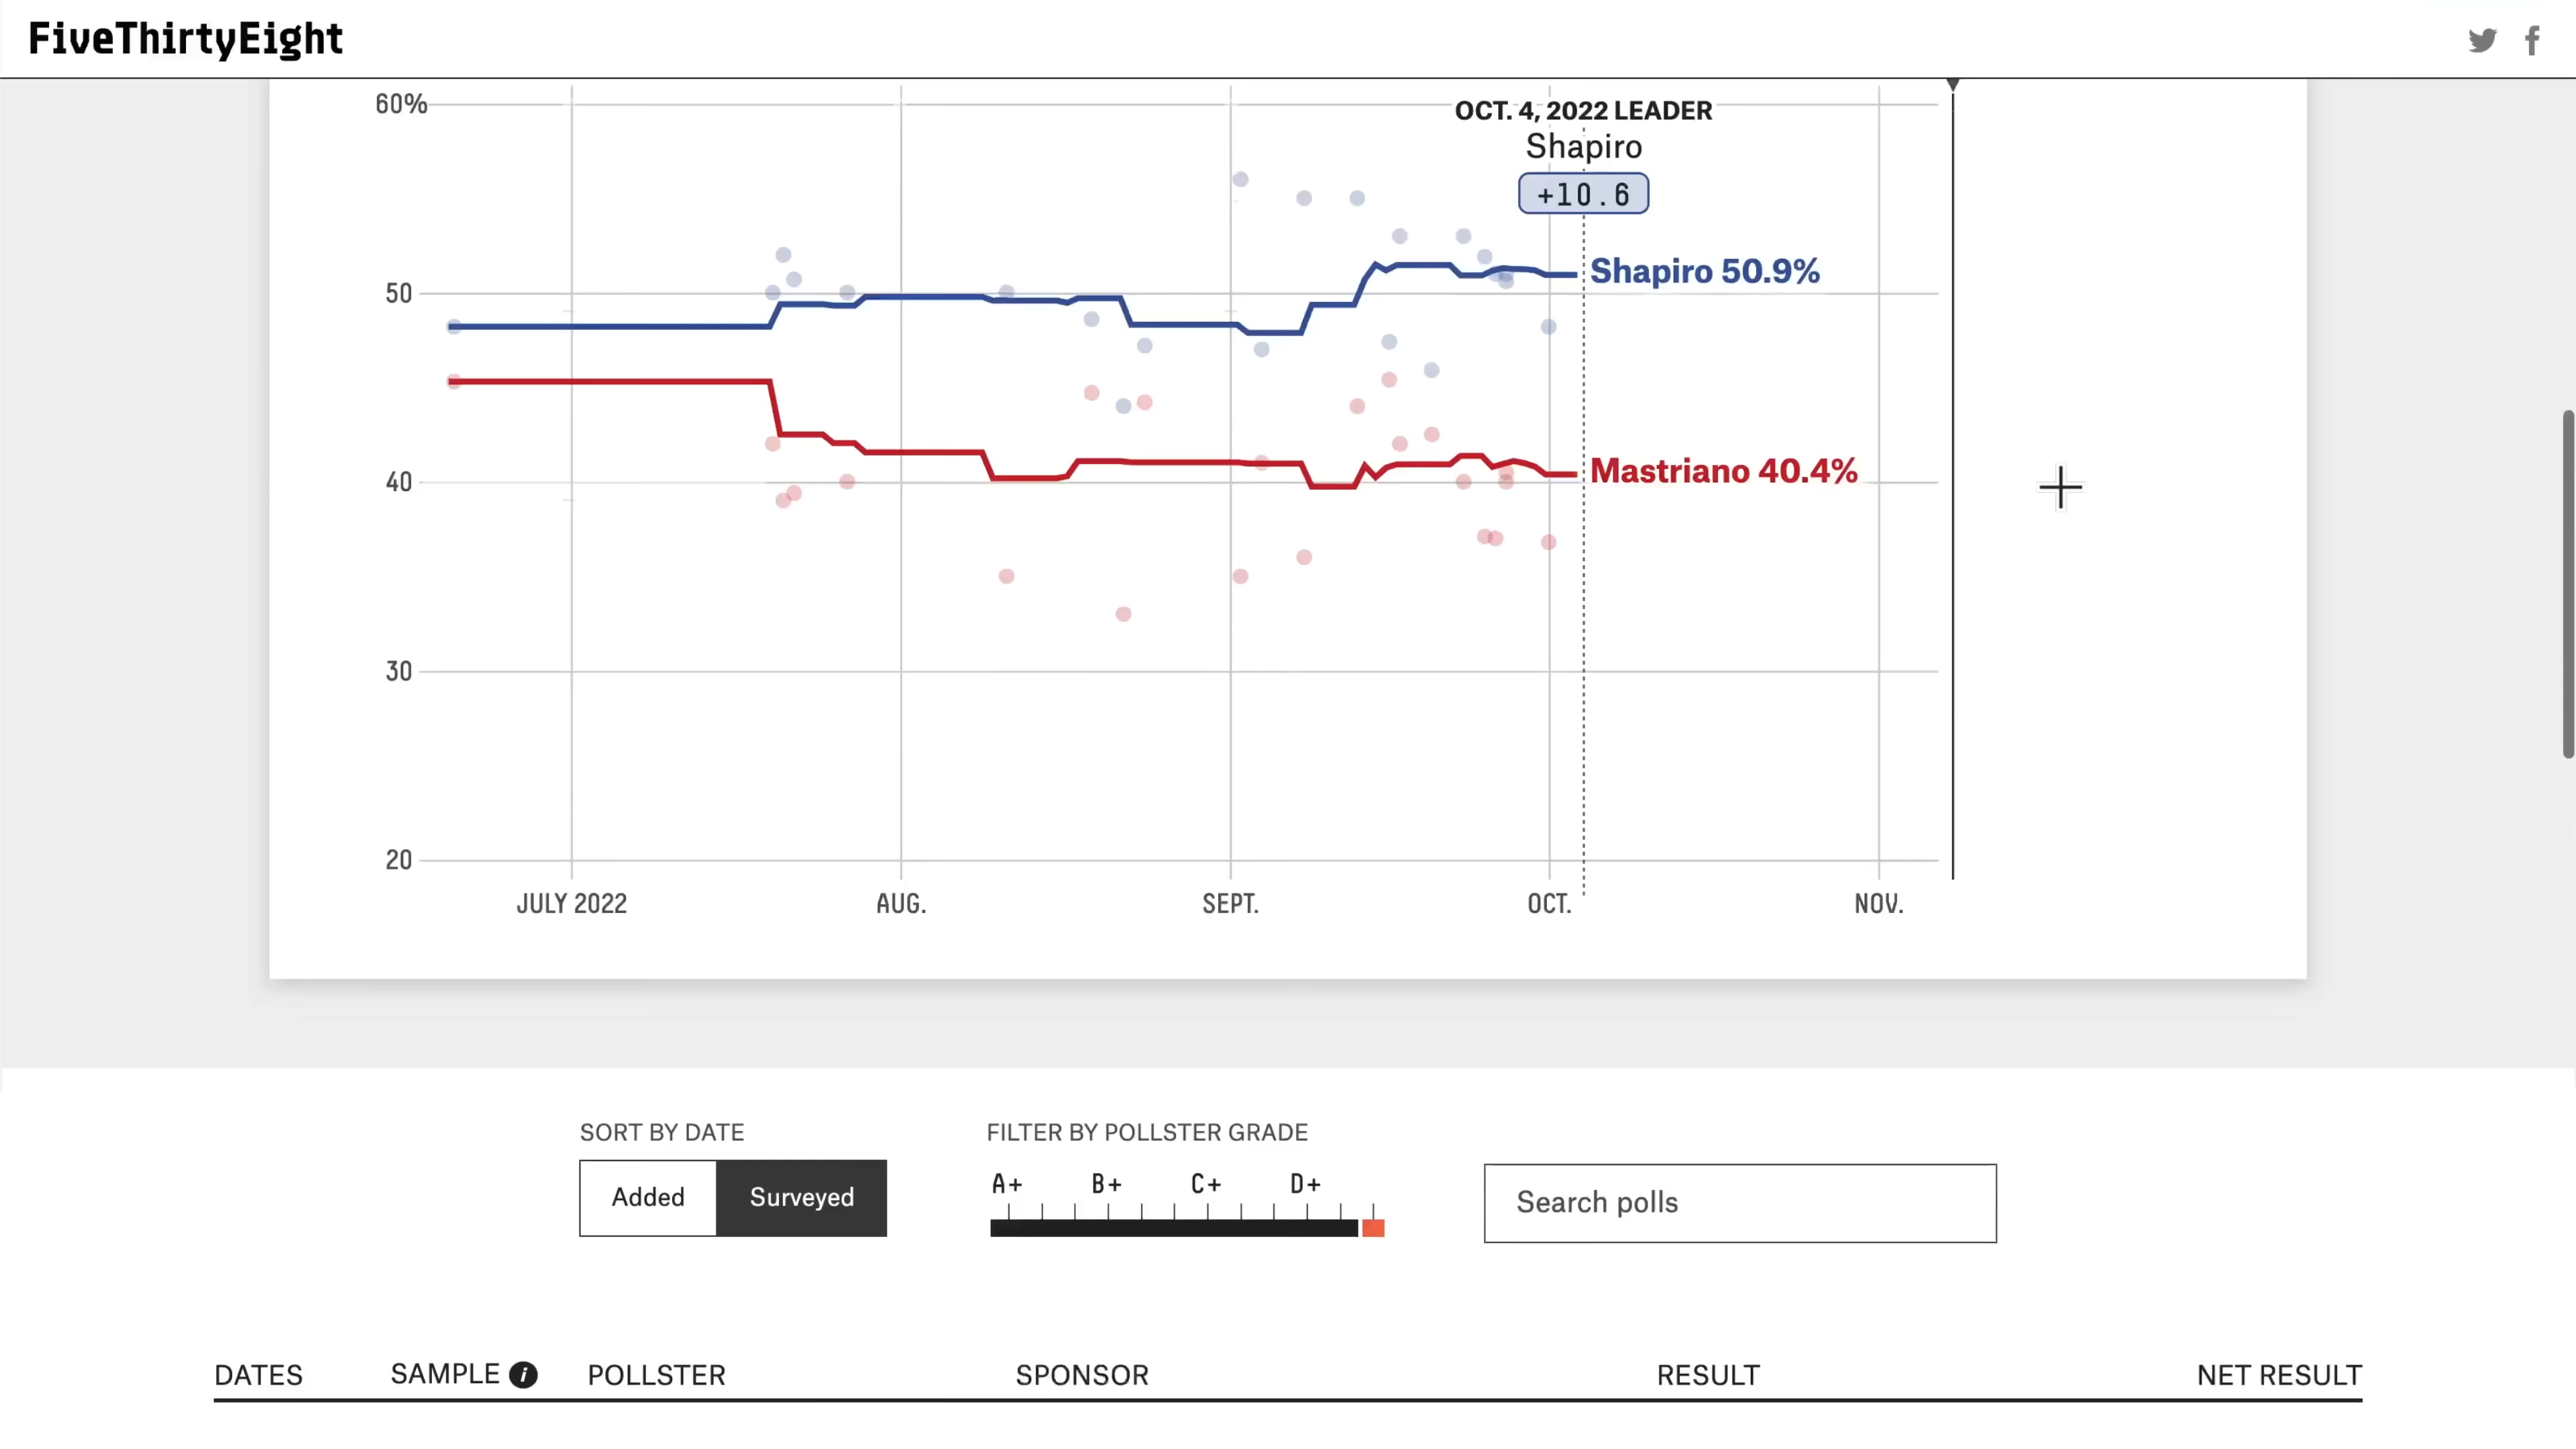 FiveThirtyEight
60%
OCT. 4, 2022 LEADER
Shapiro
+10.6
Shapiro 50.9%
50
Mastriano 40.4%
40
30
20
JULY 2022 AUG. SEPT. OCT. NOV.
SORT BY DATE
Added Surveyed
FILTER BY POLLSTER GRADE
A+ B+ C+ D+
Search polls
DATES SAMPLE i POLLSTER SPONSOR RESULT NET RESULT